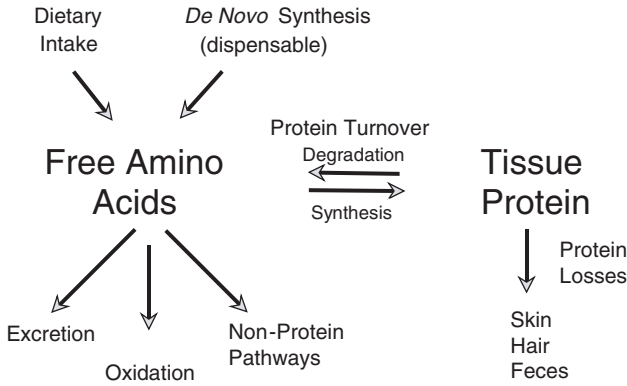 Dietary
Intake
De Novo Synthesis
(dispensable)
Protein Turnover
Degradation
Synthesis
Free Amino
Acids
Tissue
Protein
Protein
Losses
Excretion
Oxidation
Non-Protein
Pathways
Skin
Hair
Feces